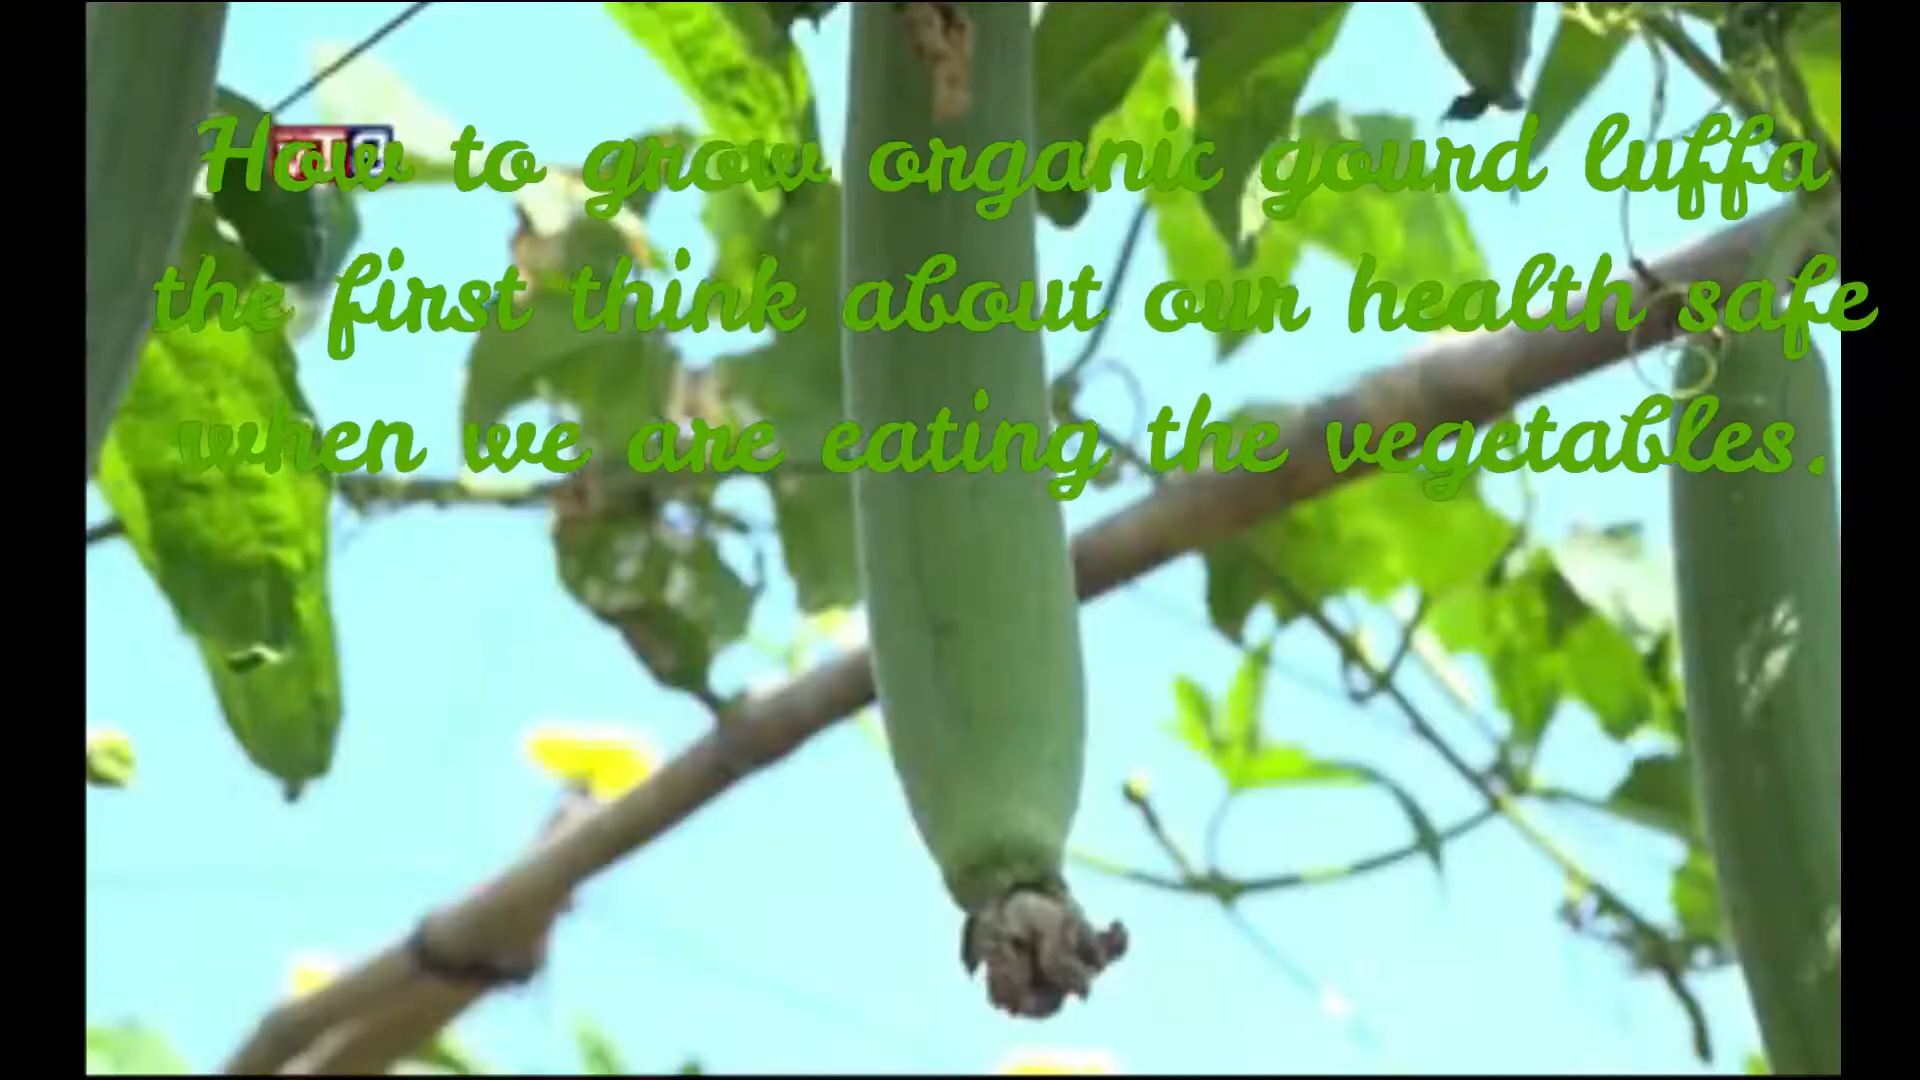 How to grow organic gourd luffa
the first think about our health safe
when we are eating the vegetables.